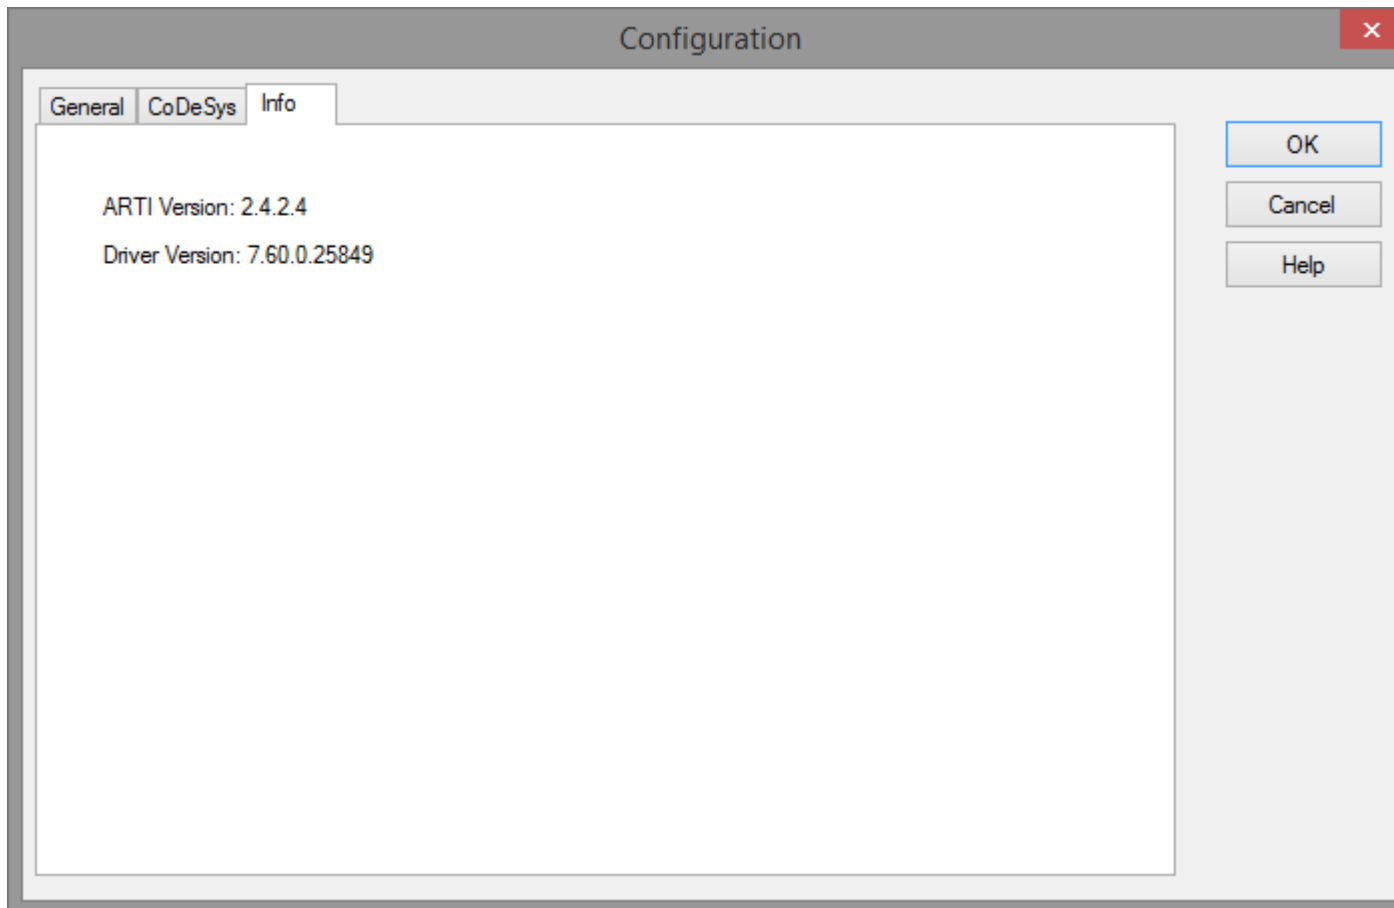 Configuration
General CoDeSys Info
ARTI Version: 2.4.2.4
Driver Version: 7.60.0.25849
OK
Cancel
Help